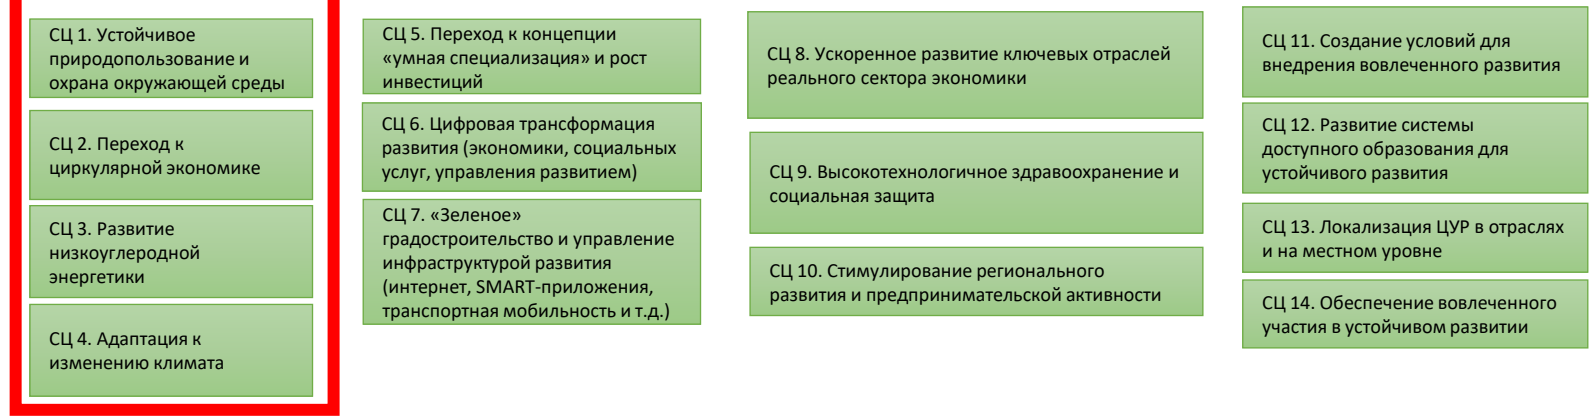 СЦ 1. Устойчивое
природопользование и
охрана окружающей среды
СЦ 2. Переход к
циркулярной экономике
СЦ 3. Развитие
низкоуглеродной
энергетики
СЦ 4. Адаптация к
изменению климата
СЦ 5. Переход к концепции
«умная специализация» и рост
инвестиций
СЦ 6. Цифровая трансформация
развития (экономики, социальных
услуг, управления развитием)
СЦ 7. «Зеленое»
градостроительство и управление
инфраструктурой развития
(интернет, SMART-приложения,
транспортная мобильность и т.д.)
СЦ 8. Ускоренное развитие ключевых отраслей
реального сектора экономики
СЦ 9. Высокотехнологичное здравоохранение и
социальная защита
СЦ 10. Стимулирование регионального
развития и предпринимательской активности
СЦ 11. Создание условий для
внедрения вовлеченного развития
СЦ 12. Развитие системы
доступного образования для
устойчивого развития
СЦ 13. Локализация ЦУР в отраслях
и на местном уровне
СЦ 14. Обеспечение вовлеченного
участия в устойчивом развитии